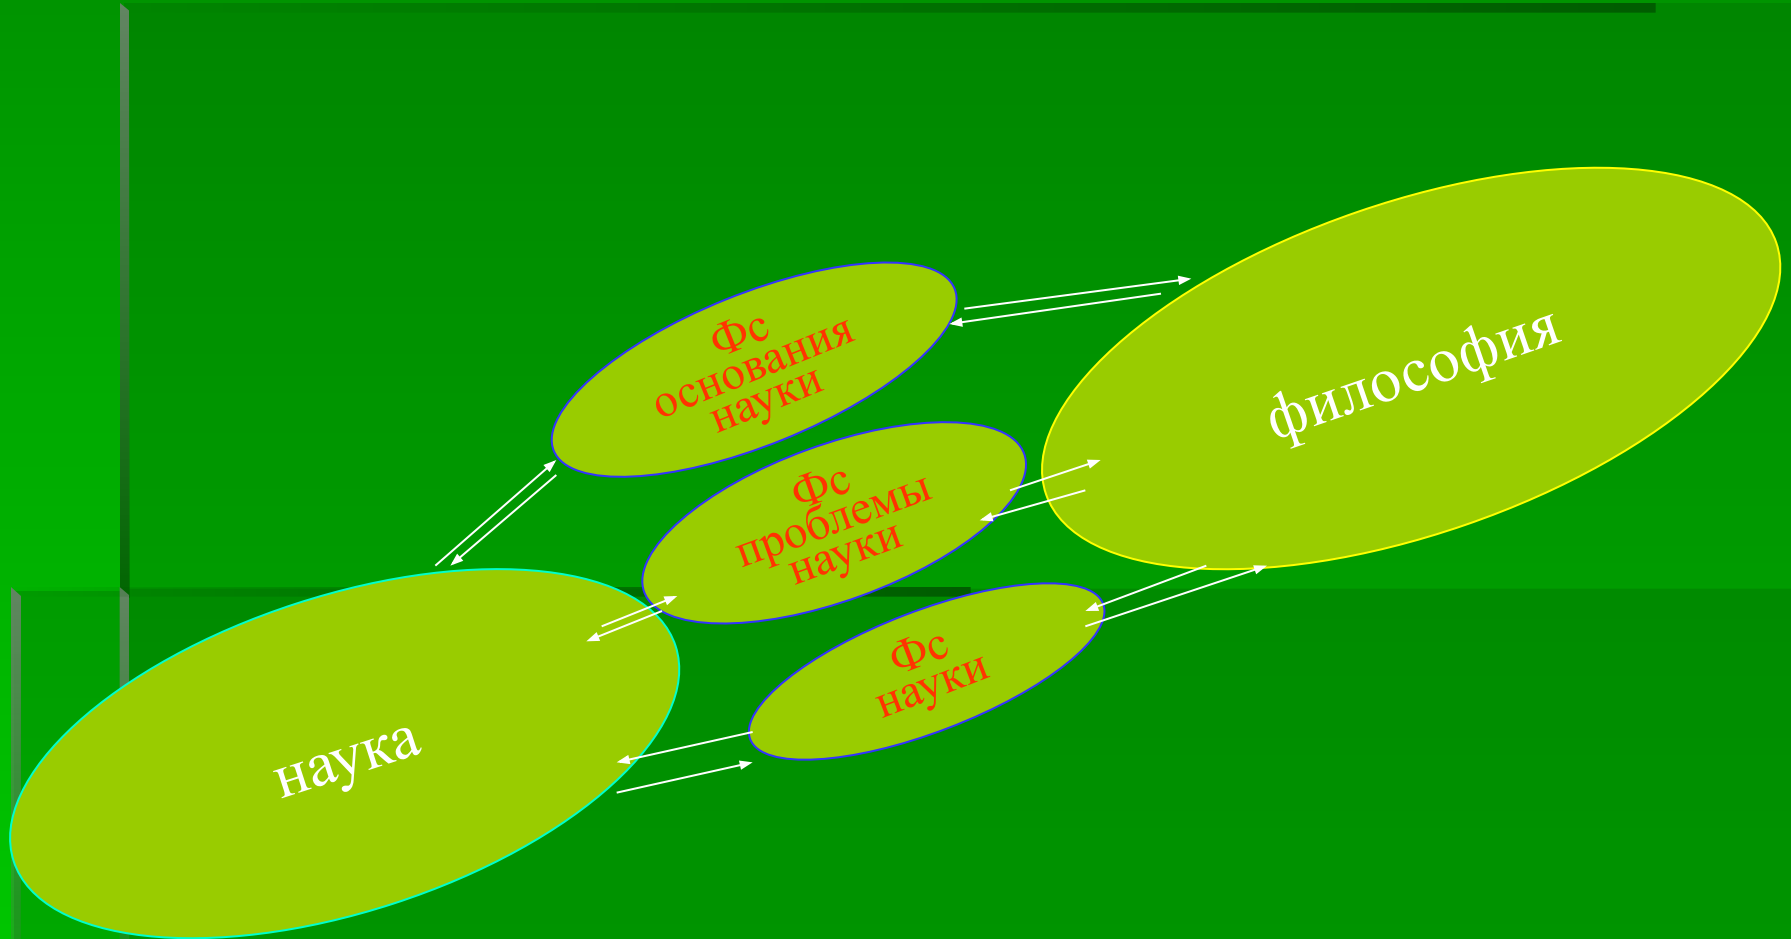 Фс
основания
науки
философия
Фс
проблемы
науки
Фс
науки
наука